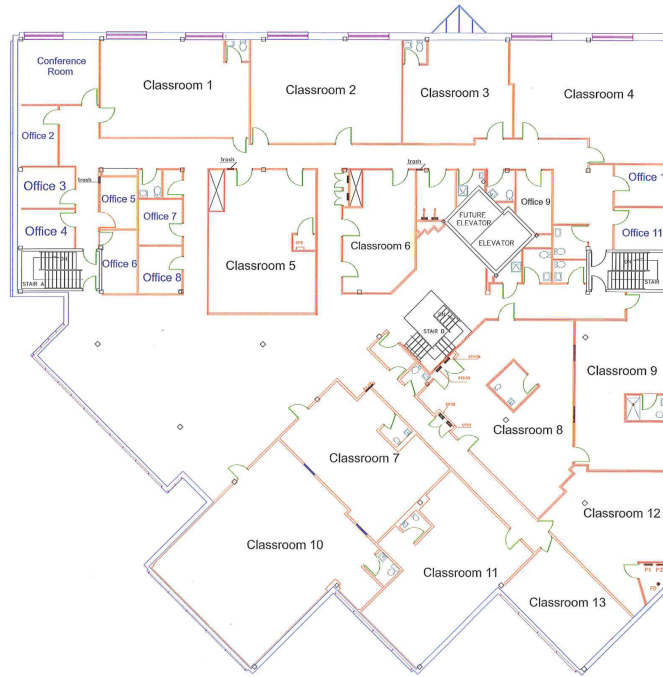 Conference
Room
Classroom 1
Classroom 2
Classroom 3
Classroom 4
Office 2
trash
trash
Office 3
trash
Office 5
Office 7
Office 4
Office 6
Office 8
Classroom 5
Classroom 6
FUTURE
ELEVATOR
ELEVATOR
Office 9
Office 1
Office 11
DN
STAIR A
DN
STAIR
STAIR B
Classroom 9
Classroom 8
Classroom 7
Classroom 12
Classroom 10
Classroom 11
Classroom 13
P1 P2